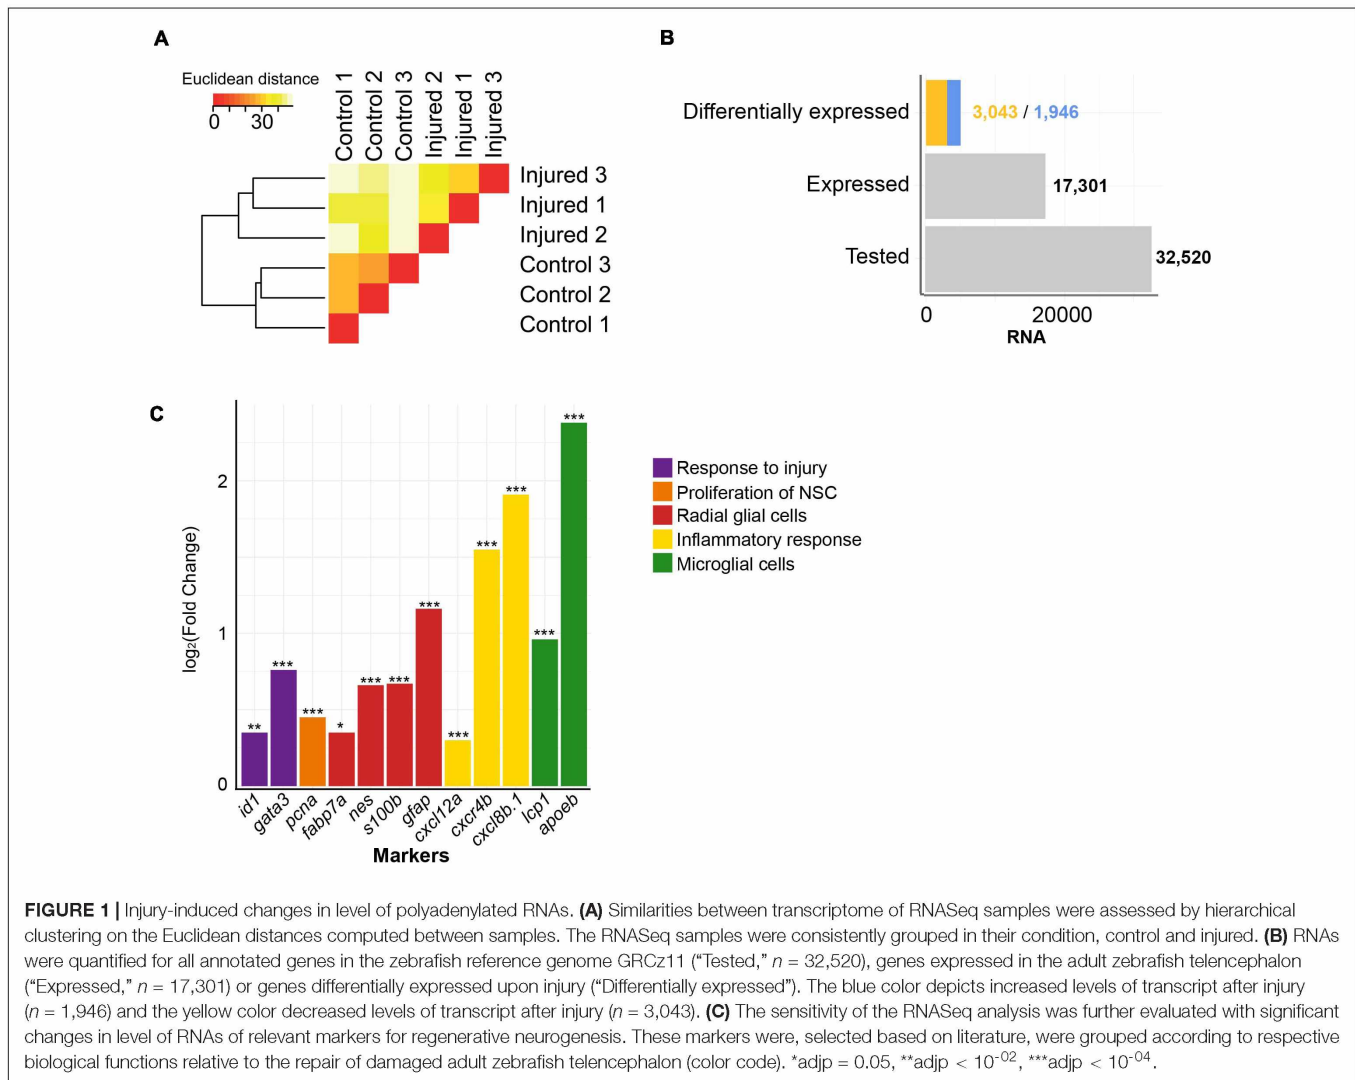 A
Euclidean distance
0 30
Control 1
Control 2
Control 3
Injured 2
Injured 1
Injured 3
Injured 3
Injured 1
Injured 2
Control 3
Control 2
Control 1
B
Differentially expressed
3,043 / 1,946
Expressed
17,301
Tested
32,520
0 20000
RNA
C
log2(Fold Change)
2
1
0
**
***
***
*
***
***
***
***
***
***
***
***
id1
gata3
pcna
fabp7a
nes
s100b
gfap
cxcl12a
cxcr4b
cxcl8b.1
lcp1
apoeb
Markers
Response to injury
Proliferation of NSC
Radial glial cells
Inflammatory response
Microglial cells
FIGURE 1 | Injury-induced changes in level of polyadenylated RNAs. (A) Similarities between transcriptome of RNASeq samples were assessed by hierarchical
clustering on the Euclidean distances computed between samples. The RNASeq samples were consistently grouped in their condition, control and injured. (B) RNAs
were quantified for all annotated genes in the zebrafish reference genome GRCz11 (“Tested,” n = 32,520), genes expressed in the adult zebrafish telencephalon
(“Expressed,” n = 17,301) or genes differentially expressed upon injury (“Differentially expressed”). The blue color depicts increased levels of transcript after injury
(n = 1,946) and the yellow color decreased levels of transcript after injury (n = 3,043). (C) The sensitivity of the RNASeq analysis was further evaluated with significant
changes in level of RNAs of relevant markers for regenerative neurogenesis. These markers were, selected based on literature, were grouped according to respective
biological functions relative to the repair of damaged adult zebrafish telencephalon (color code). *adjp = 0.05, **adjp < 10-02, ***adjp < 10-04.